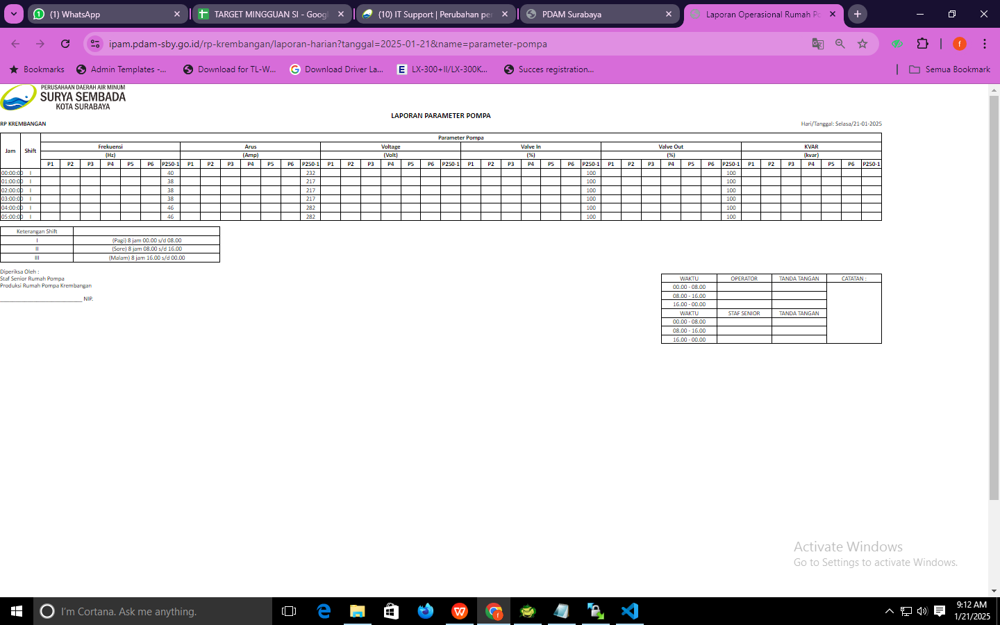 (1) WhatsApp
TARGET MINGGUAN SI - Googl
(10) IT Support | Perubahan per
PDAM Surabaya
Laporan Operasional Rumah Po
ipam.pdam-sby.go.id/rp-krembangan/laporan-harian?tanggal=2025-01-21&name=parameter-pompa
f
Bookmarks
Admin Templates -...
Download for TL-W...
Download Driver La...
LX-300+II/LX-300K...
Succes registration...
Semua Bookmark
PERUSAHAAN DAERAH AIR MINUM
SURYA SEMBADA
KOTA SURABAYA
LAPORAN PARAMETER POMPA
RP KREMBANGAN
Hari/Tanggal: Selasa/21-01-2025
Jam Shift Parameter Pompa
Frekuensi Arus Voltage Valve In Valve Out KVAR
(Hz) (Amp) (Volt) (%) (%) (kvar)
P1 P2 P3 P4 P5 P6 P250-1 P1 P2 P3 P4 P5 P6 P250-1 P1 P2 P3 P4 P5 P6 P250-1 P1 P2 P3 P4 P5 P6 P250-1 P1 P2 P3 P4 P5 P6 P250-1 P1 P2 P3 P4 P5 P6 P250-1
00:00:00 I 40 232 100 100
01:00:00 I 38 217 100 100
02:00:00 I 38 217 100 100
03:00:00 I 38 217 100 100
04:00:00 I 46 282 100 100
05:00:00 I 46 282 100 100
Keterangan Shift
I (Pagi) 8 jam 00.00 s/d 08.00
II (Sore) 8 jam 08.00 s/d 16.00
III (Malam) 8 jam 16.00 s/d 00.00
Diperiksa Oleh :
Staf Senior Rumah Pompa
Produksi Rumah Pompa Krembangan
NIP.
WAKTU OPERATOR TANDA TANGAN CATATAN :
00.00 - 08.00
08.00 - 16.00
16.00 - 00.00
WAKTU STAF SENIOR TANDA TANGAN
00.00 - 08.00
08.00 - 16.00
16.00 - 00.00
Activate Windows
Go to Settings to activate Windows.
I'm Cortana. Ask me anything.
9:12 AM
1/21/2025